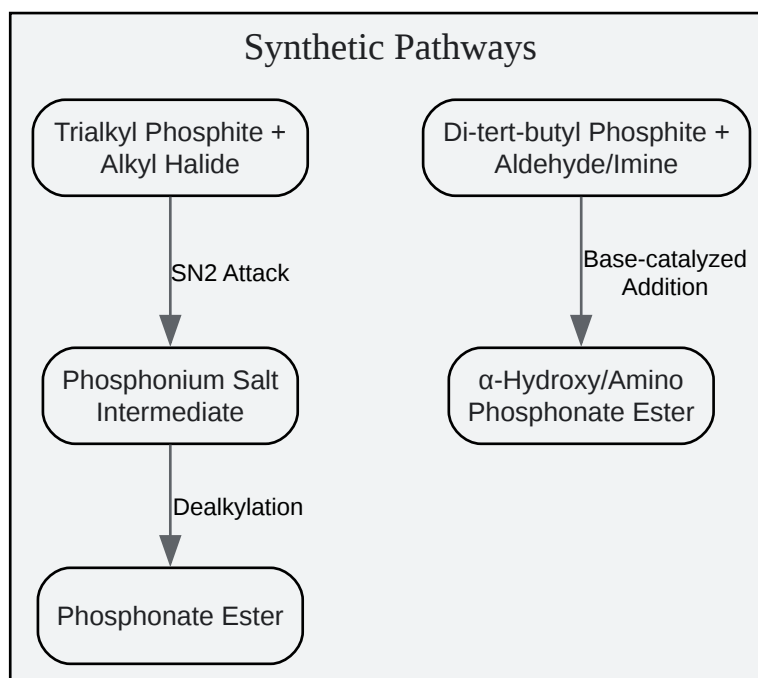 Synthetic Pathways
Trialkyl Phosphite +
Alkyl Halide
SN2 Attack
Phosphonium Salt
Intermediate
Dealkylation
Phosphonate Ester
Di-tert-butyl Phosphite +
Aldehyde/Imine
Base-catalyzed
Addition
α-Hydroxy/Amino
Phosphonate Ester